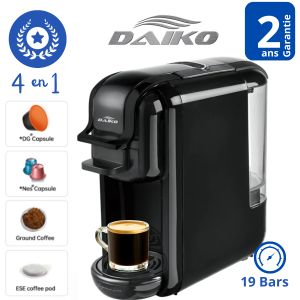 DAIKO
2
ans
Garantie
4 en 1
*DG Capsule
*Nes Capsule
Ground Coffee
ESE coffee pod
DAIKO
19 Bars